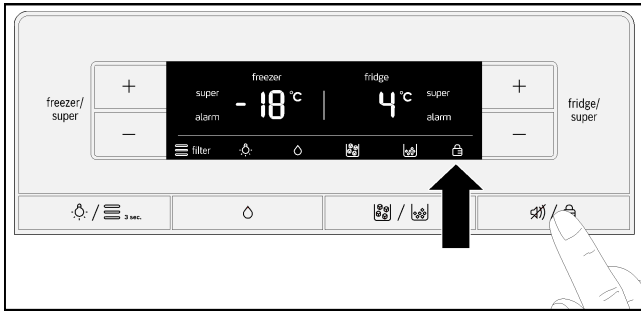 freezer/
super
+
−
freezer
super
alarm
- 18 °C
fridge
4 °C
super
alarm
filter
+
−
fridge/
super
/ 3 sec.
/
/